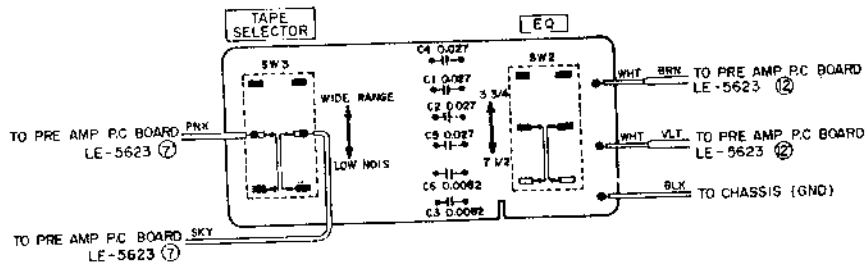 TAPE
SELECTOR
EQ
SW3
WIDE RANGE
LOW NOIS
C4 0.027
C1 0.027
C2 0.027
C5 0.027
C6 0.0082
C3 0.0082
3 3/4
7 1/2
SW2
TO PRE AMP P.C BOARD
LE-5623 ⑦
PNK
TO PRE AMP P.C BOARD
LE-5623 ⑦
SKY
WHT BRN
TO PRE AMP P.C BOARD
LE-5623 ⑫
WHT VLT
TO PRE AMP P.C BOARD
LE-5623 ⑫
BLK
TO CHASSIS (GND)